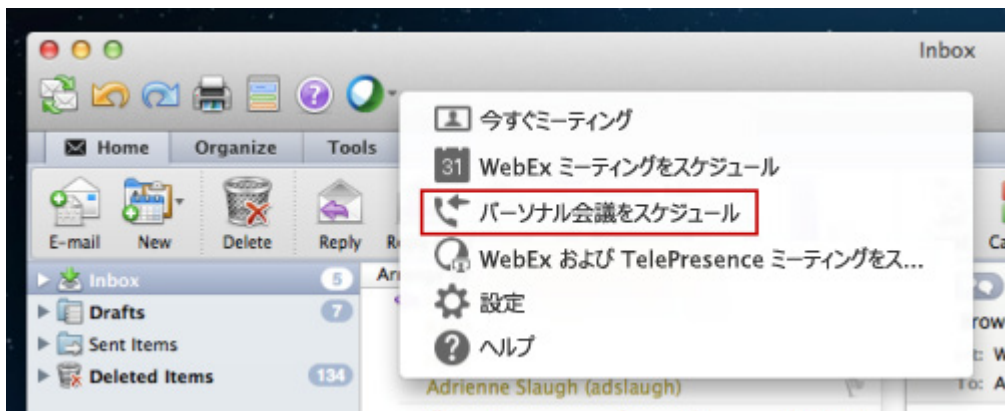 Inbox
今すぐミーティング
31 WebEx ミーティングをスケジュール
パーソナル会議をスケジュール
WebEx および TelePresence ミーティングをス...
設定
? ヘルプ
Home Organize Tools
E-mail New Delete Reply
Inbox 5
Drafts 7
Sent Items
Deleted Items 134
Adrienne Slaugh (adslaugh)
To: A